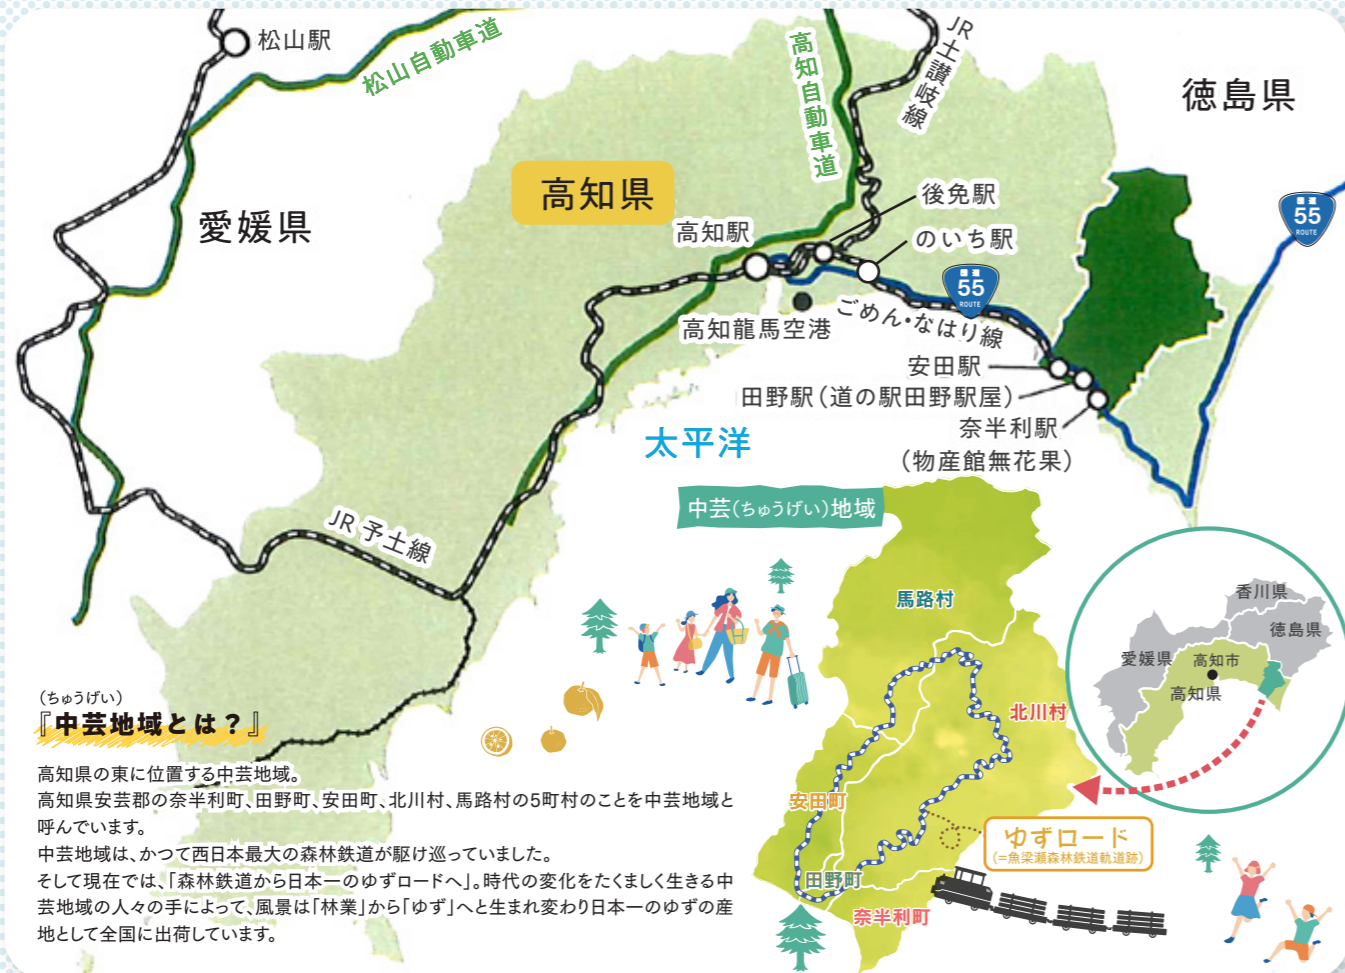 松山駅
松山自動車道
高知自動車道
JR土讃岐線
徳島県
愛媛県
高知県
高知駅
後免駅
のいち駅
国道
55
ROUTE
国道
55
ROUTE
高知龍馬空港
ごめん・なはり線
安田駅
田野駅（道の駅田野駅屋）
奈半利駅
（物産館無花果）
太平洋
JR 予土線
中芸（ちゅうげい）地域
馬路村
北川村
安田町
田野町
奈半利町
ゆずロード
（=魚梁瀬森林鉄道軌道跡）
香川県
徳島県
愛媛県
高知市
高知県
（ちゅうげい）
『中芸地域とは？』
高知県の東に位置する中芸地域。
高知県安芸郡の奈半利町、田野町、安田町、北川村、馬路村の5町村のことを中芸地域と
呼んでいます。
中芸地域は、かつて西日本最大の森林鉄道が駆け巡っていました。
そして現在では、「森林鉄道から日本一のゆずロードへ」。時代の変化をたくましく生きる中
芸地域の人々の手によって、風景は「林業」から「ゆず」へと生まれ変わり日本一のゆずの産
地として全国に出荷しています。